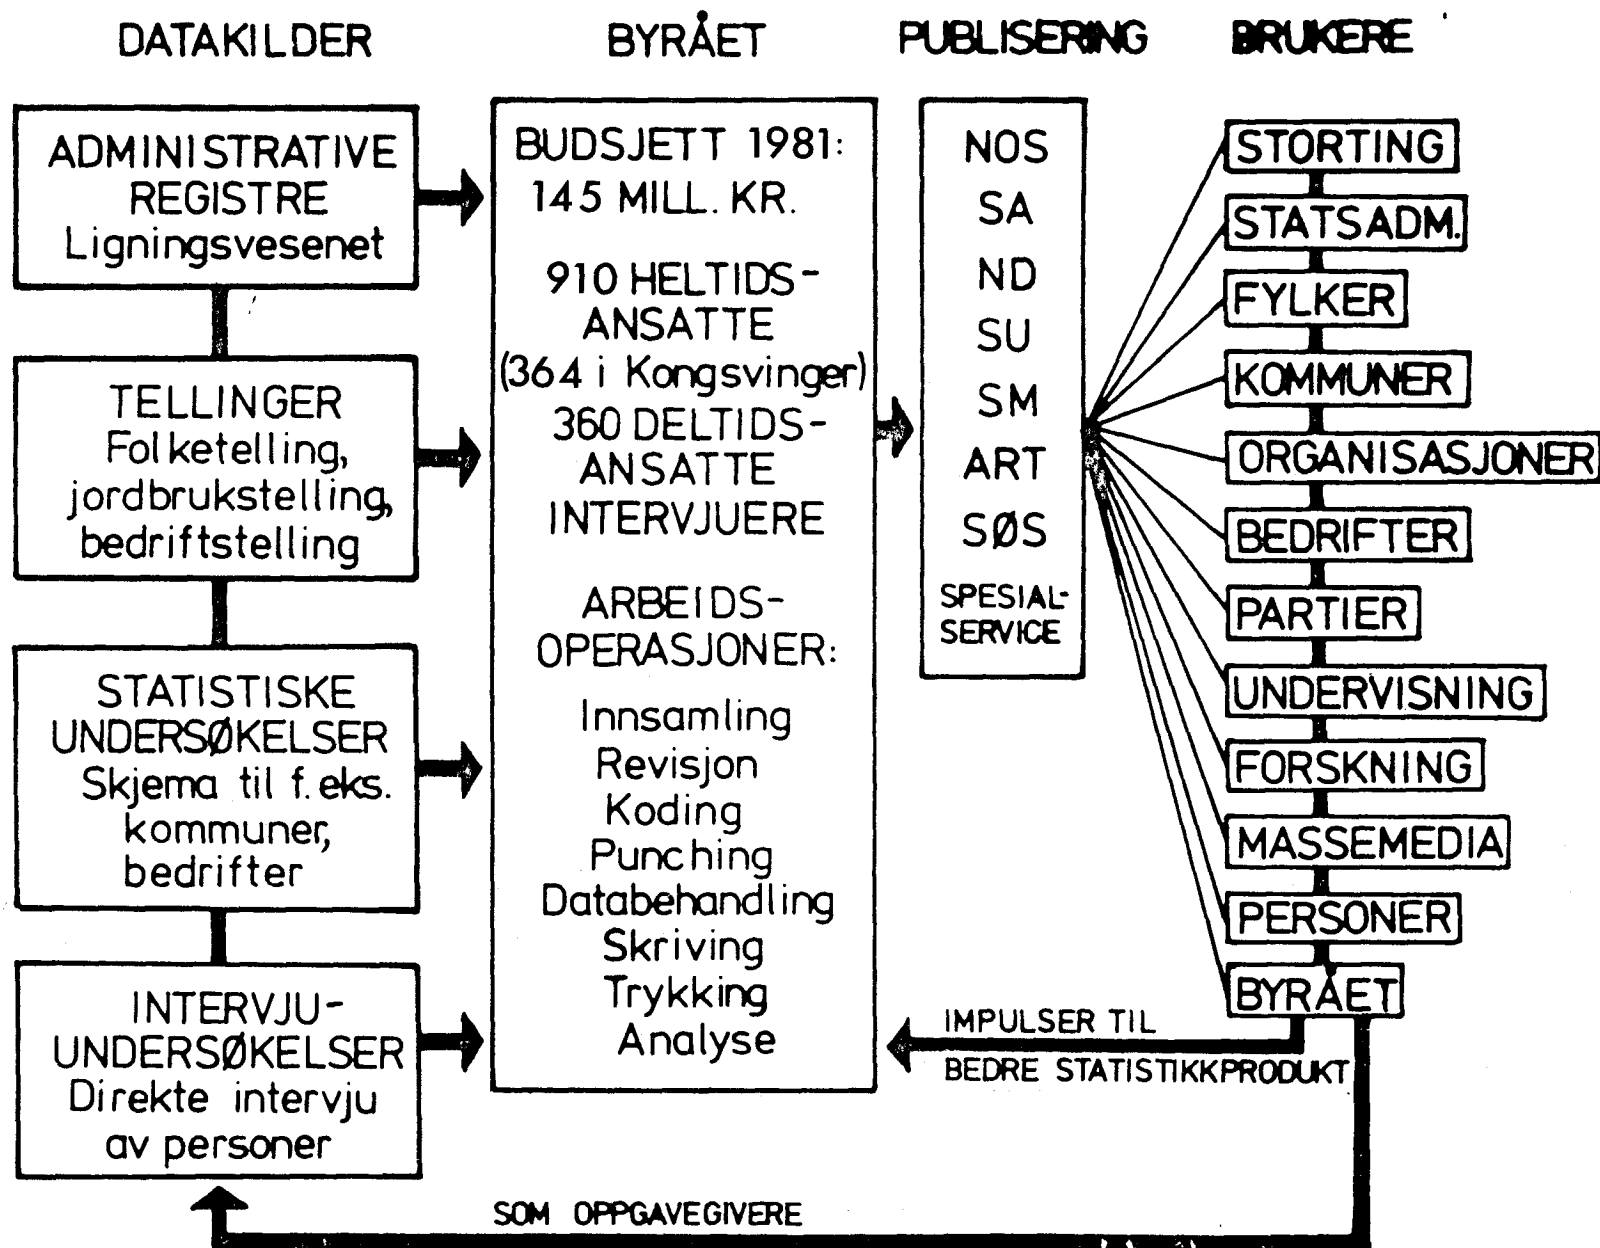 DATAKILDER
BYRÅET
PUBLISERING
BRUKERE
ADMINISTRATIVE
REGISTRE
Ligningsvesenet
TELLINGER
Folketelling,
jordbrukstelling,
bedriftstelling
STATISTISKE
UNDERSØKELSER
Skjema til f.eks.
kommuner,
bedrifter
INTERVJU-
UNDERSØKELSER
Direkte intervju
av personer
BUDSJETT 1981:
145 MILL. KR.
910 HELTIDS-
ANSATTE
(364 i Kongsvinger)
360 DELTIDS-
ANSATTE
INTERVJUERE
ARBEIDS-
OPERASJONER:
Innsamling
Revisjon
Koding
Punching
Databehandling
Skriving
Trykking
Analyse
NOS
SA
ND
SU
SM
ART
SØS
SPESIAL-
SERVICE
STORTING
STATSADM.
FYLKER
KOMMUNER
ORGANISASJONER
BEDRIFTER
PARTIER
UNDERVISNING
FORSKNING
MASSEMEDIA
PERSONER
BYRÅET
IMPULSER TIL
BEDRE STATISTIKKPRODUKT
SOM OPPGAVEGIVERE